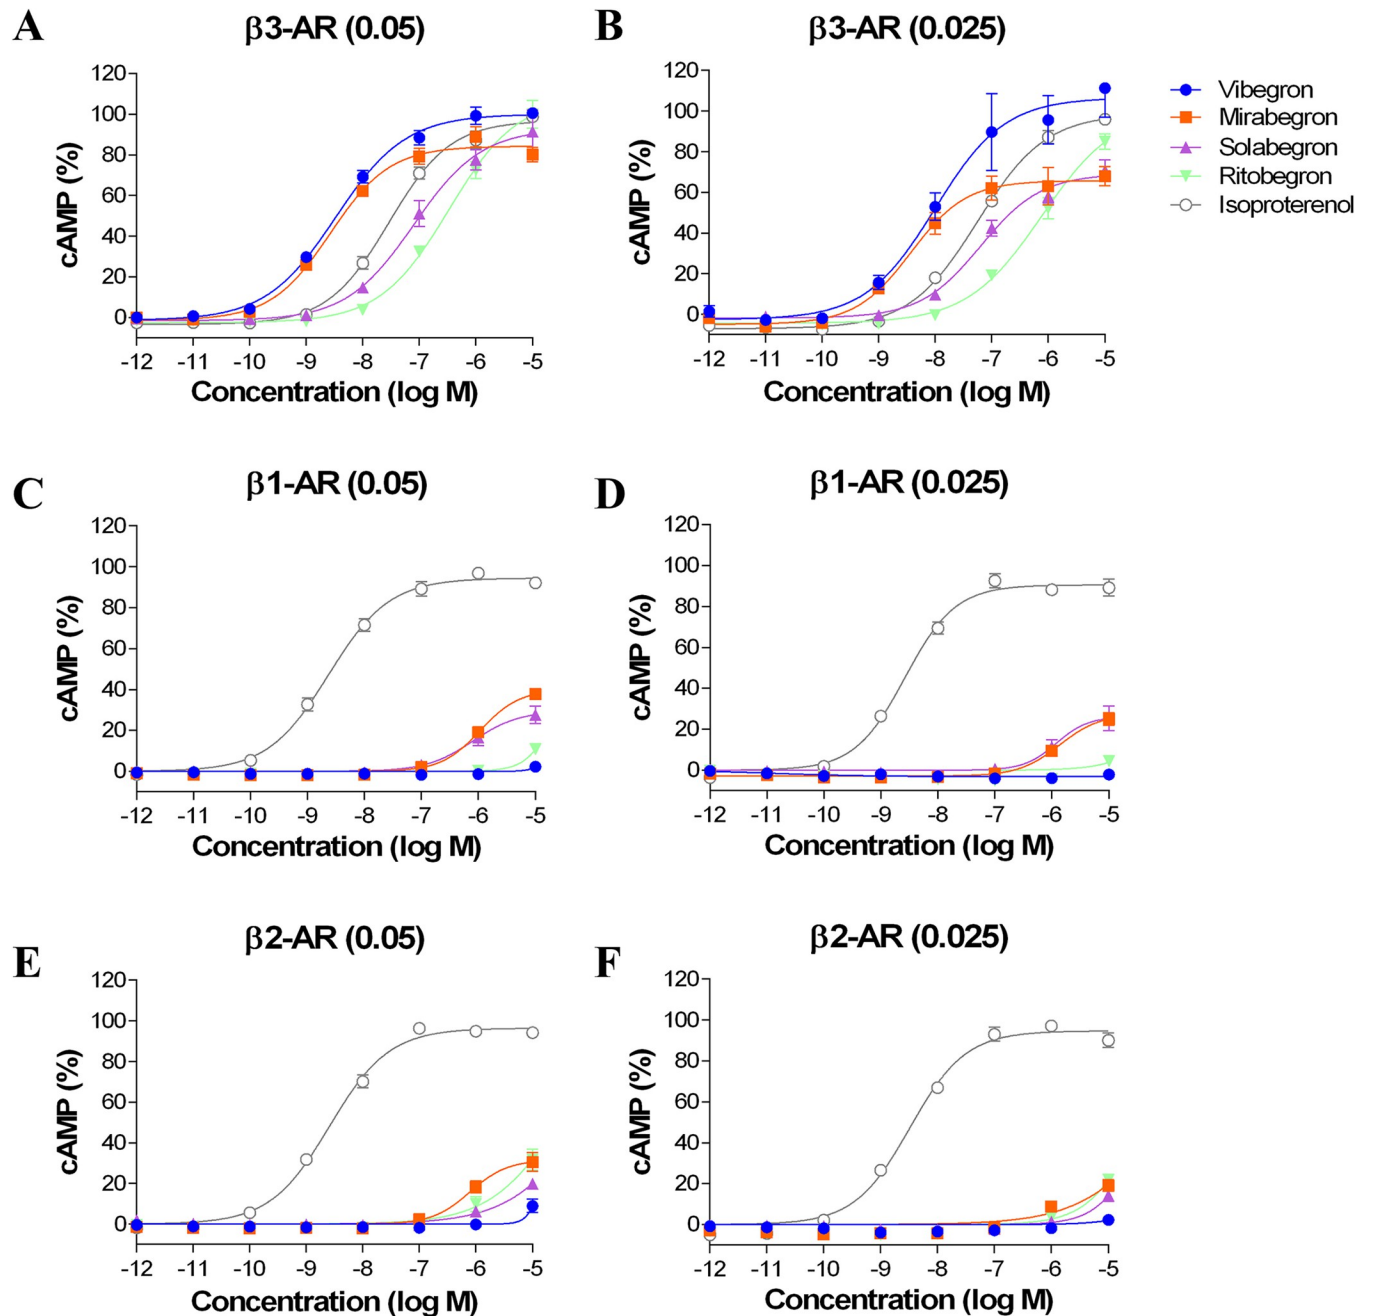 A
β3-AR (0.05)
120
100
80
60
40
20
0
cAMP (%)
-12 -11 -10 -9 -8 -7 -6 -5
Concentration (log M)
B
β3-AR (0.025)
120
100
80
60
40
20
0
cAMP (%)
-12 -11 -10 -9 -8 -7 -6 -5
Concentration (log M)
Vibegron
Mirabegron
Solabegron
Ritobegron
Isoproterenol
C
β1-AR (0.05)
120
100
80
60
40
20
0
cAMP (%)
-12 -11 -10 -9 -8 -7 -6 -5
Concentration (log M)
D
β1-AR (0.025)
120
100
80
60
40
20
0
cAMP (%)
-12 -11 -10 -9 -8 -7 -6 -5
Concentration (log M)
E
β2-AR (0.05)
120
100
80
60
40
20
0
cAMP (%)
-12 -11 -10 -9 -8 -7 -6 -5
Concentration (log M)
F
β2-AR (0.025)
120
100
80
60
40
20
0
cAMP (%)
-12 -11 -10 -9 -8 -7 -6 -5
Concentration (log M)